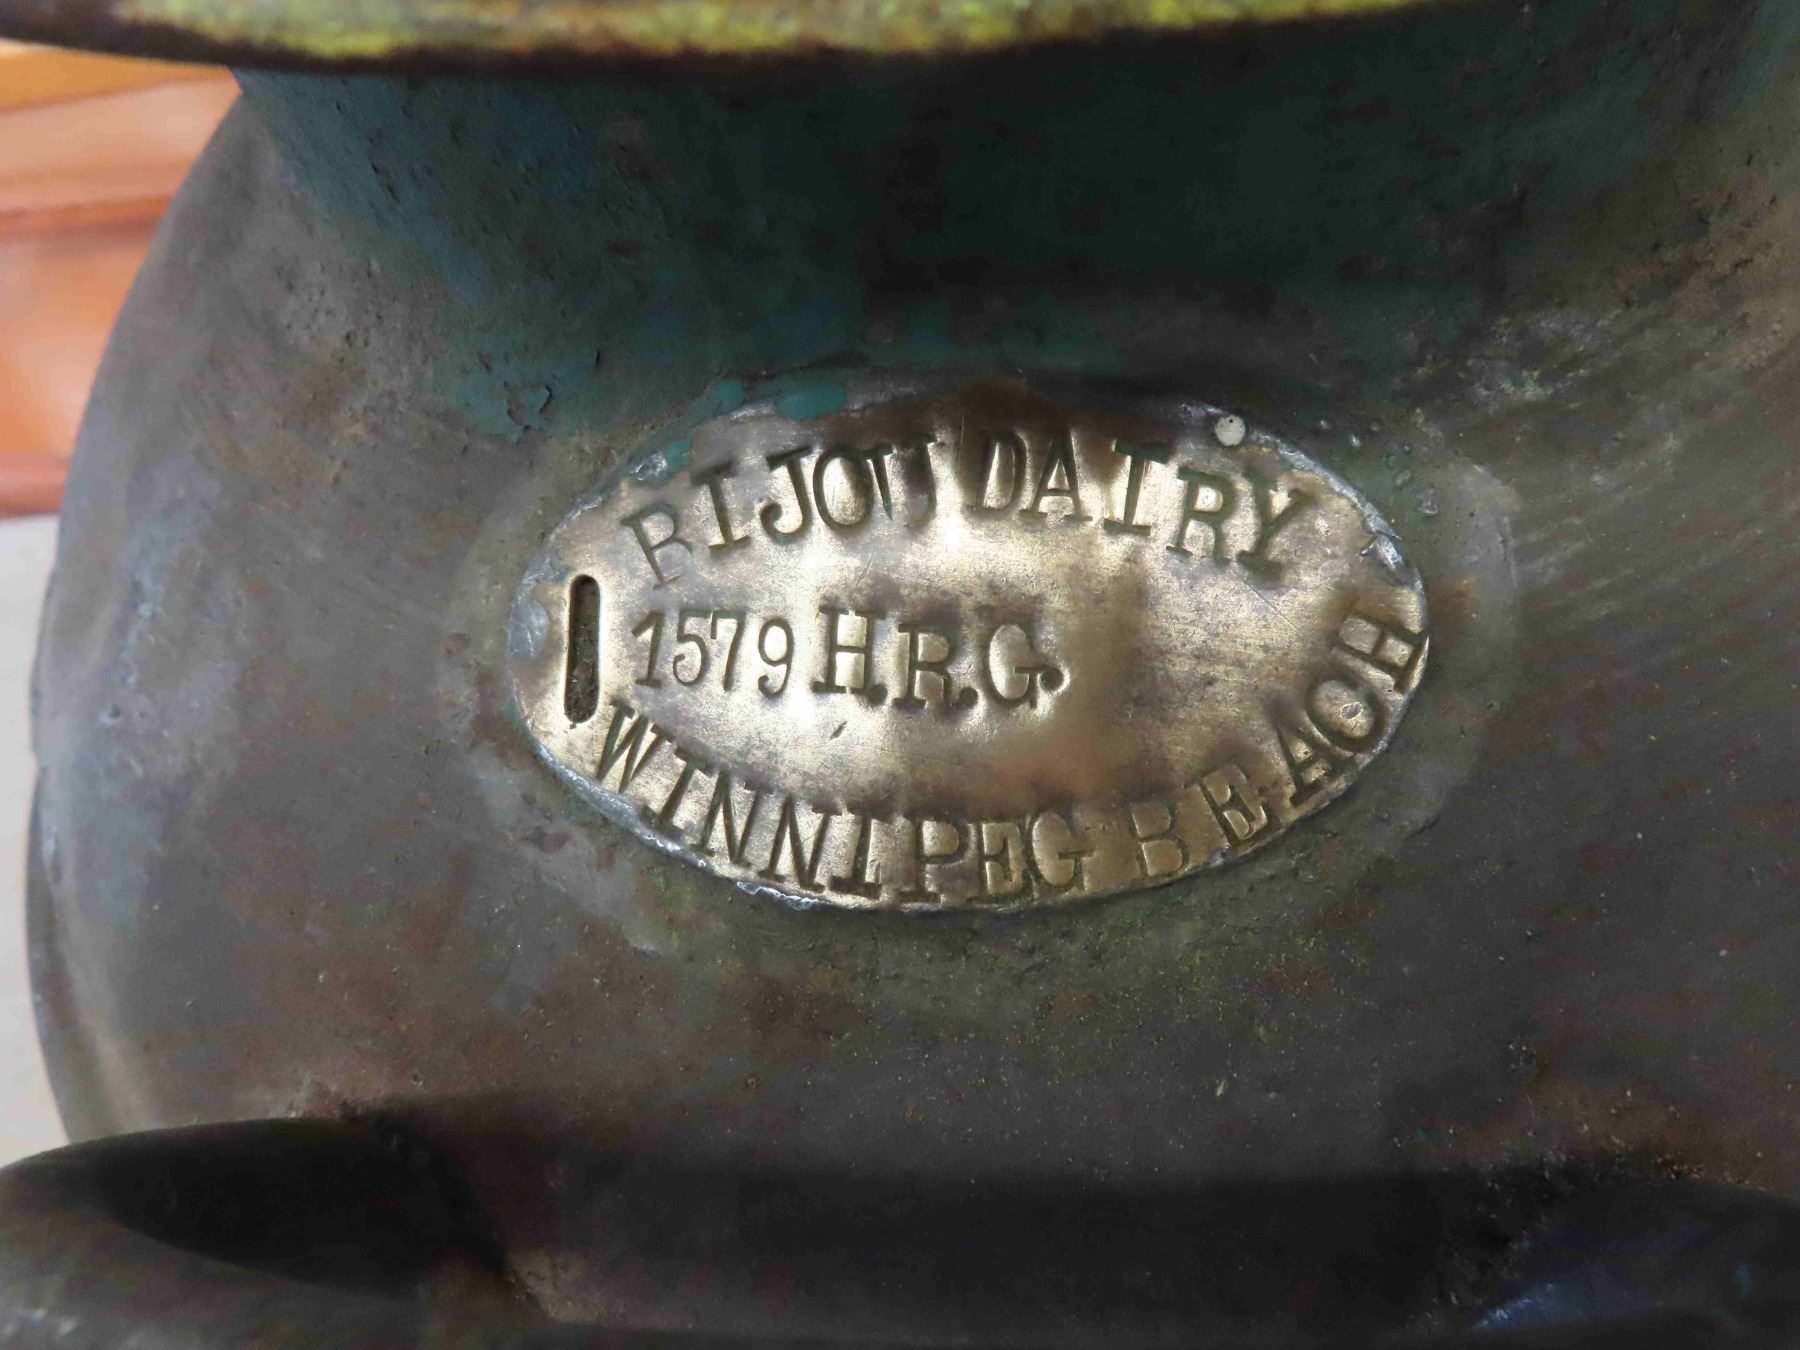 BIJOU DAIRY
1579 H.R.G.
WINNIPEG BEACH